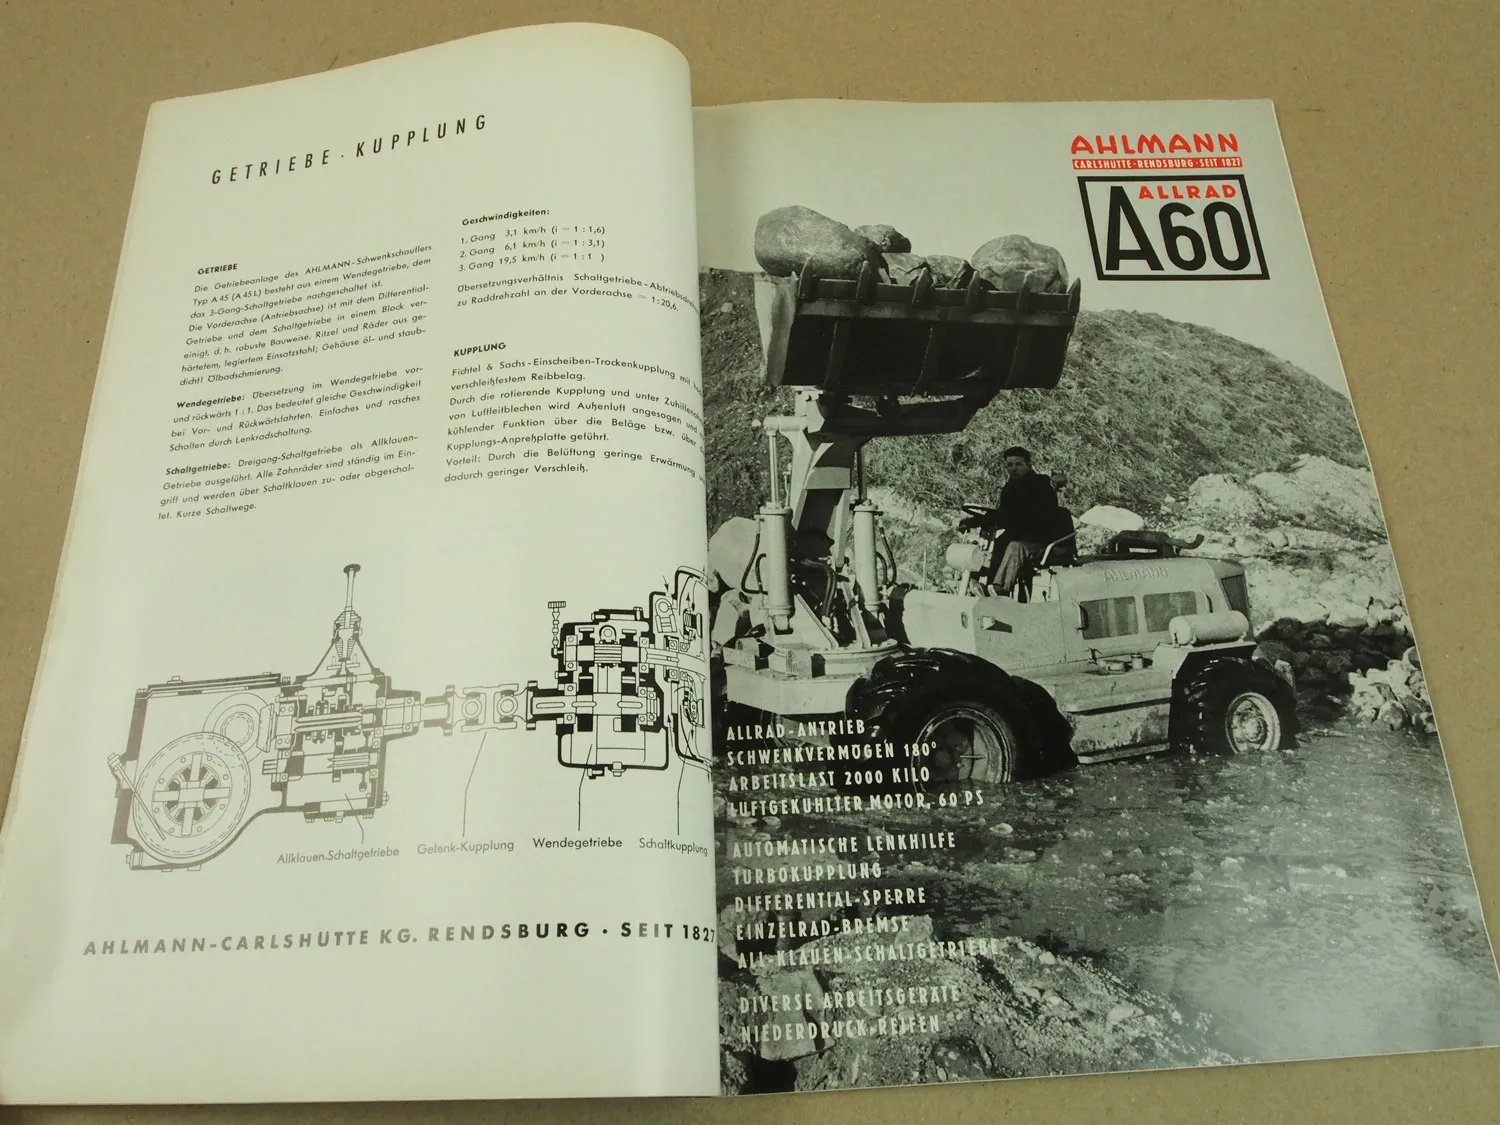 GETRIEBE . KUPPLUNG
GETRIEBE
Die Getriebeanlage des AHLMANN-Schwenkschauflers
Typ A 45 (A 45 L) besteht aus einem Wendegetriebe, dem
das 3-Gang-Schaltgetriebe nachgeschaltet ist.
Die Vorderachse (Antriebsachse) ist mit dem Differential-
Getriebe und dem Schaltgetriebe in einem Block ver-
einigt, d. h. robuste Bauweise. Ritzel und Räder aus ge-
härtetem, legiertem Einsatzstahl; Gehäuse öl- und staub-
dicht! Ölbadschmierung.
Wendegetriebe: Übersetzung im Wendegetriebe vor-
und rückwärts 1 : 1. Das bedeutet gleiche Geschwindigkeit
bei Vor- und Rückwärtsfahrten. Einfaches und rasches
Schalten durch Lenkradschaltung.
Schaltgetriebe: Dreigang-Schaltgetriebe als Allklauen-
Getriebe ausgeführt. Alle Zahnräder sind ständig im Ein-
griff und werden über Schaltklauen zu- oder abgeschal-
tet. Kurze Schaltwege.
Geschwindigkeiten:
1. Gang 3,1 km/h (i = 1 : 1,6)
2. Gang 6,1 km/h (i = 1 : 3,1)
3. Gang 19,5 km/h (i = 1 : 1 )
Übersetzungsverhältnis Schaltgetriebe-
zu Raddrehzahl an der Vorderachse = 1 : 20,6.
KUPPLUNG
Fichtel & Sachs-Einscheiben-Trockenkupplung mit
verschleißfestem Reibbelag.
Durch die rotierende Kupplung und unter
von Luftleitblechen wird Außenluft angesogen und
kühlender Funktion über die Beläge bzw. über
Kupplungs-Anpreßplatte geführt.
Vorteil: Durch die Belüftung geringe Erwärmung
dadurch geringer Verschleiß.
Allklauen-Schaltgetriebe Gelenk-Kupplung Wendegetriebe Schaltkupplung
AHLMANN-CARLSHÜTTE KG. RENDSBURG • SEIT 1827
AHLMANN
CARLSHÜTTE-RENDSBURG-SEIT 1827
ALLRAD
A60
AHLMANN
ALLRAD-ANTRIEB
SCHWENKVERMÖGEN 180°
ARBEITSLAST 2000 KILO
LUFTGEKÜHLTER MOTOR, 60 PS
AUTOMATISCHE LENKHILFE
TURBOKUPPLUNG
DIFFERENTIAL-SPERRE
EINZELRAD-BREMSE
ALL-KLAUEN-SCHALTGETRIEBE
DIVERSE ARBEITSGERÄTE
NIEDERDRUCK-REIFEN